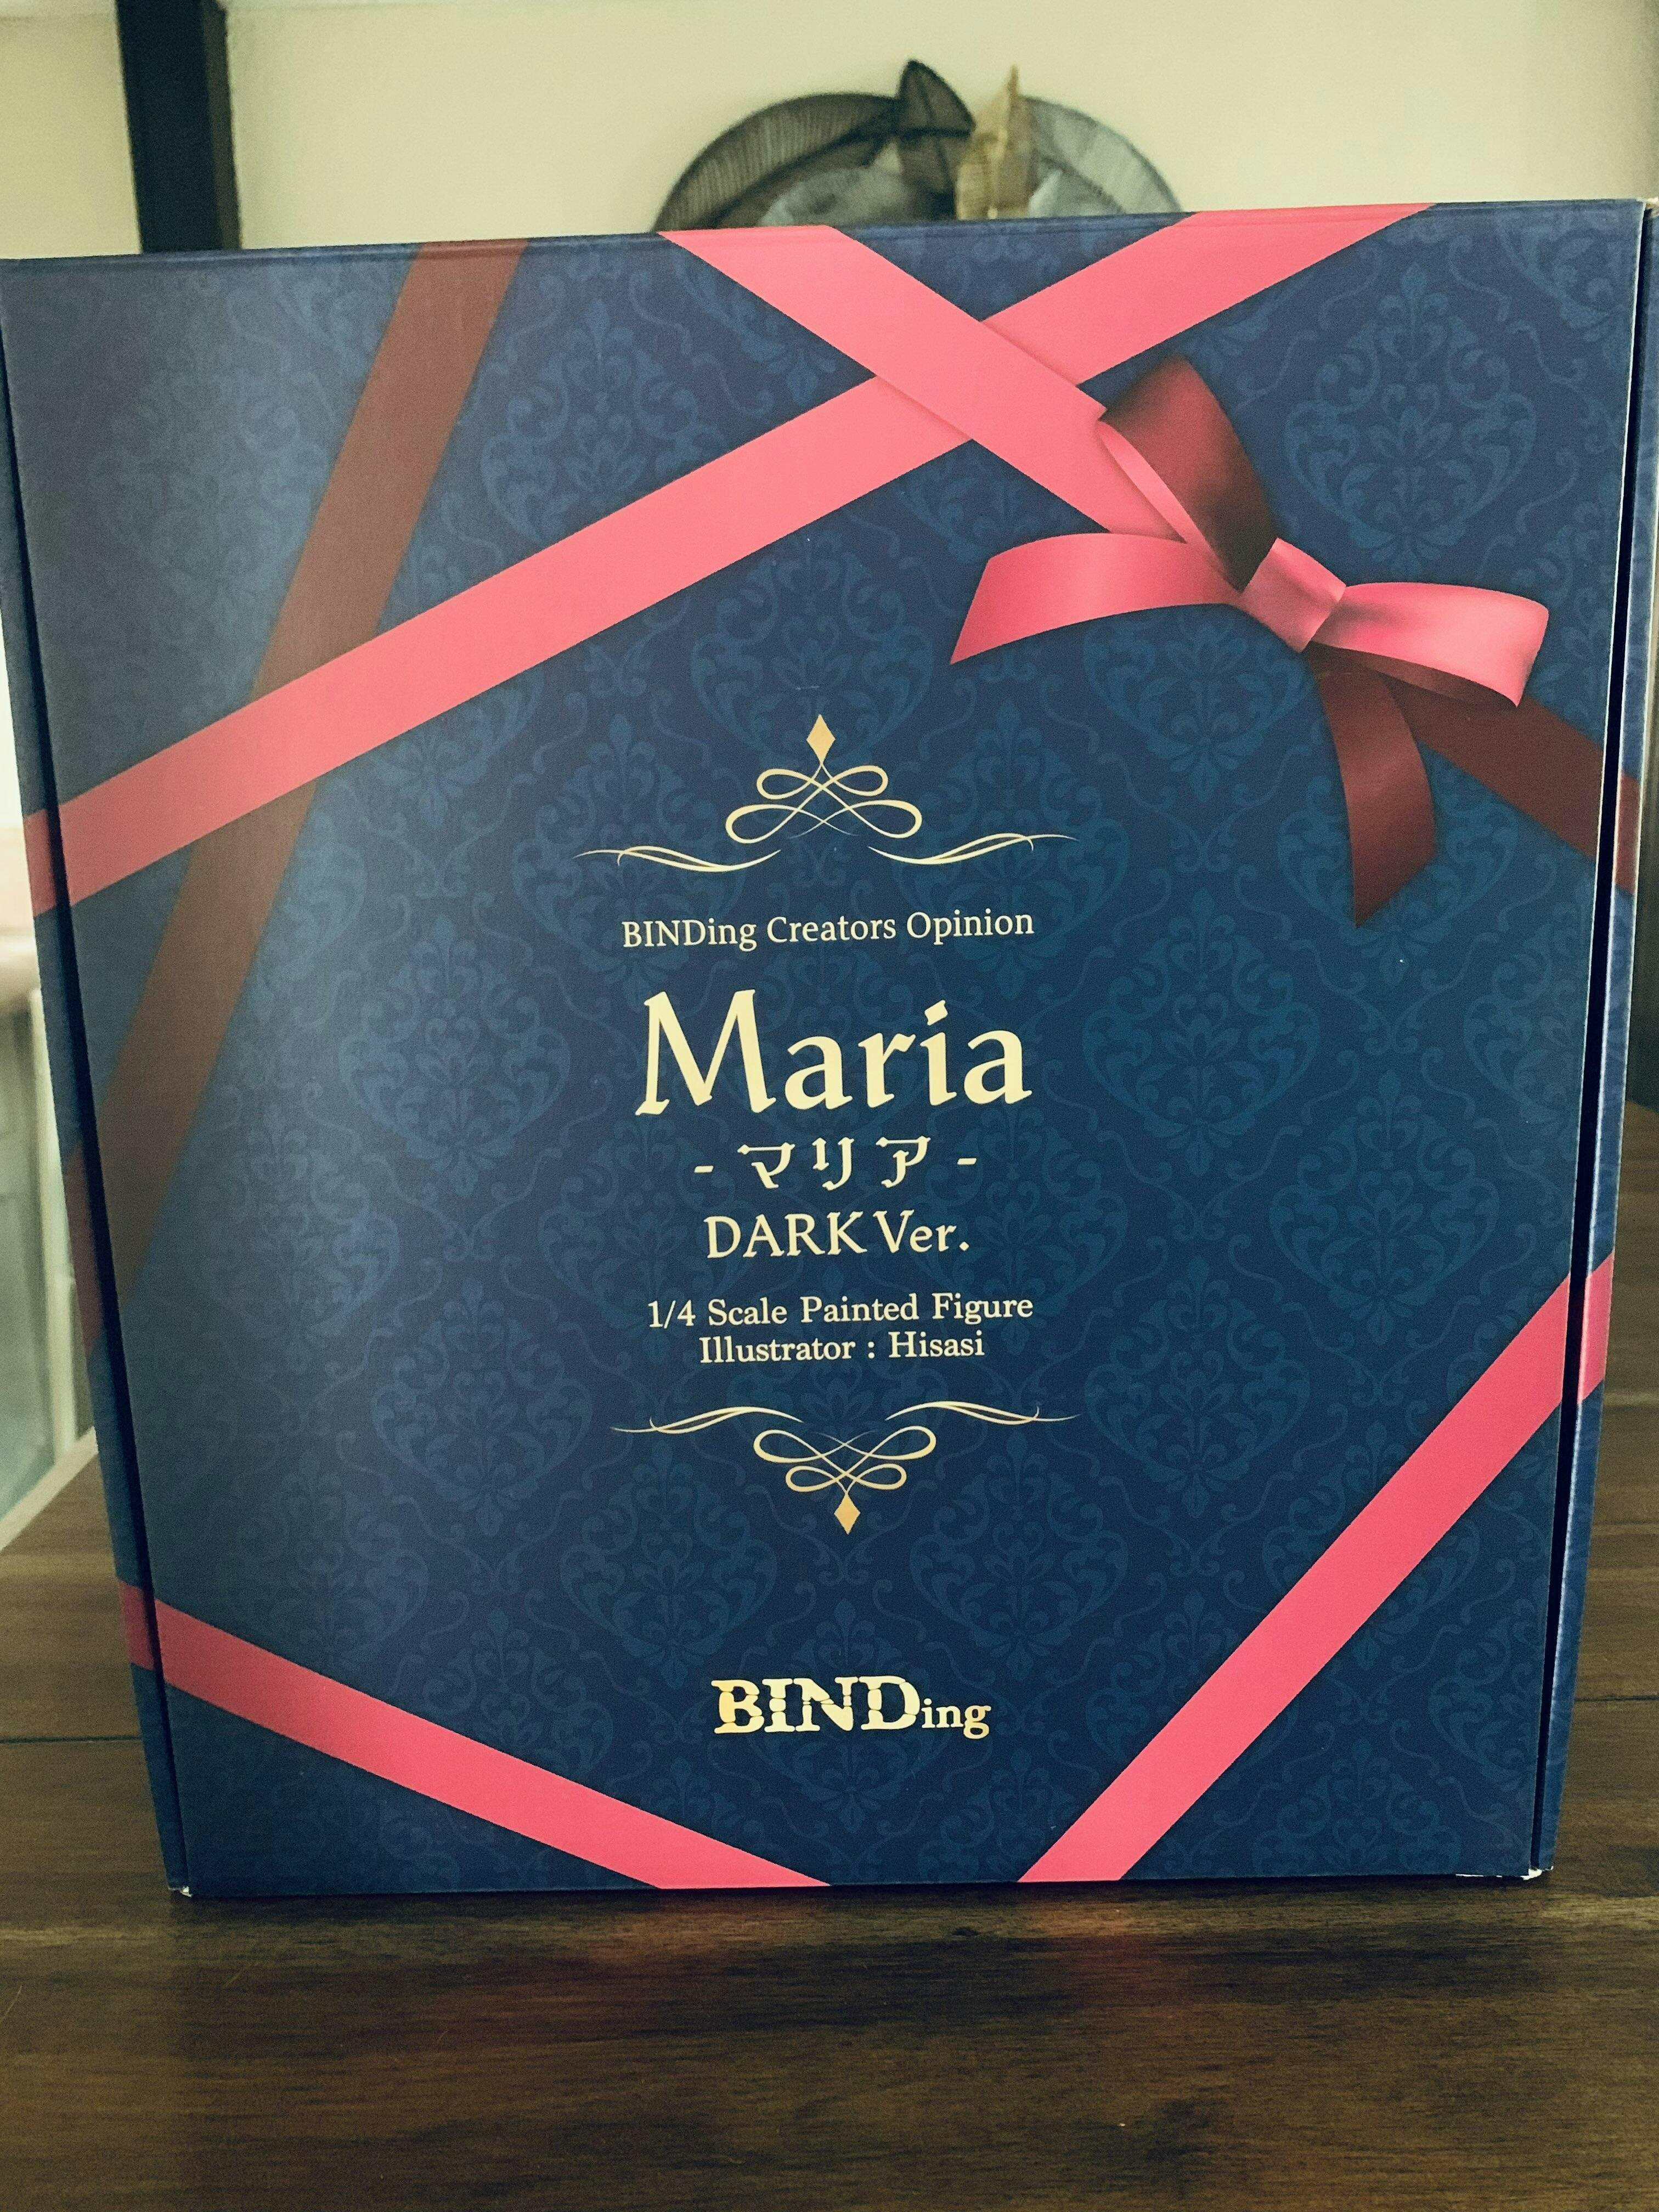 BINDing Creators Opinion
Maria
- マリア -
DARK Ver.
1/4 Scale Painted Figure
Illustrator : Hisasi
BINDing